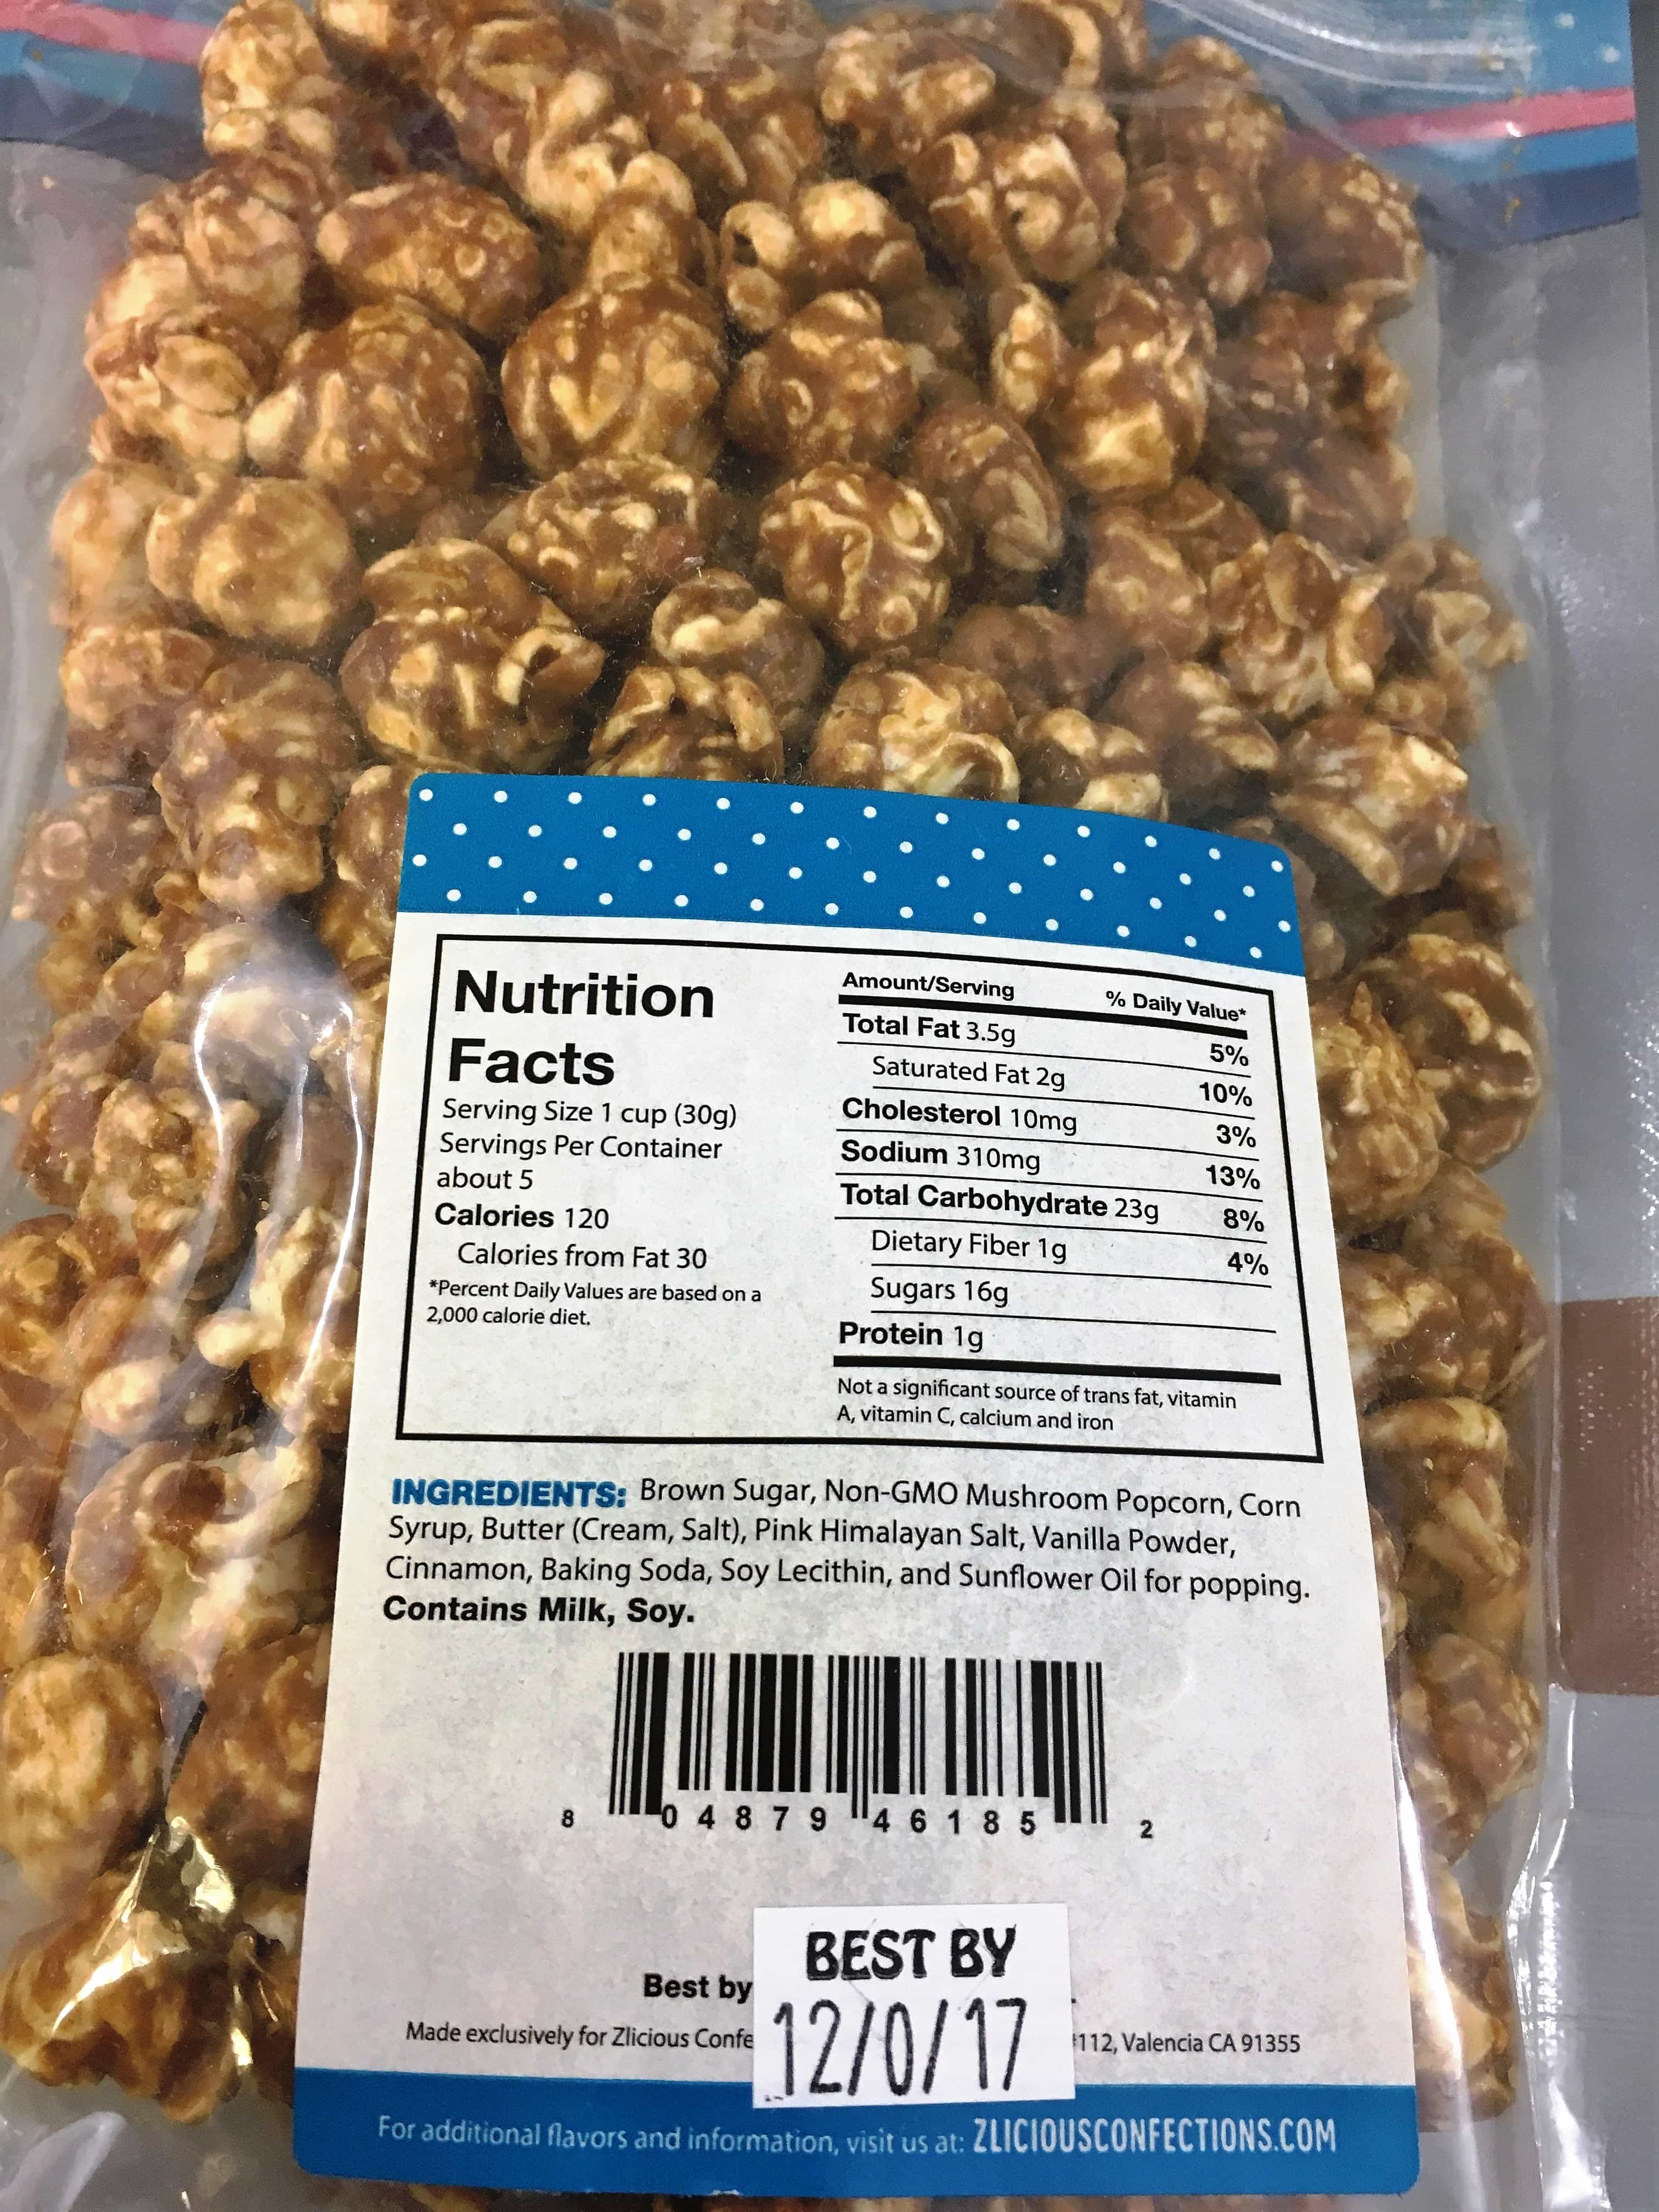 Nutrition
Facts
Serving Size 1 cup (30g)
Servings Per Container
about 5
Calories 120
Calories from Fat 30
*Percent Daily Values are based on a
2,000 calorie diet.
Amount/Serving % Daily Value*
Total Fat 3.5g 5%
Saturated Fat 2g 10%
Cholesterol 10mg 3%
Sodium 310mg 13%
Total Carbohydrate 23g 8%
Dietary Fiber 1g 4%
Sugars 16g
Protein 1g
Not a significant source of trans fat, vitamin
A, vitamin C, calcium and iron
INGREDIENTS: Brown Sugar, Non-GMO Mushroom Popcorn, Corn
Syrup, Butter (Cream, Salt), Pink Himalayan Salt, Vanilla Powder,
Cinnamon, Baking Soda, Soy Lecithin, and Sunflower Oil for popping.
Contains Milk, Soy.
8 04879 46185 2
BEST BY
Best by
12/0/17
Made exclusively for Zlicious Confe 112, Valencia CA 91355
For additional flavors and information, visit us at: ZLICIOUSCONFECTIONS.COM